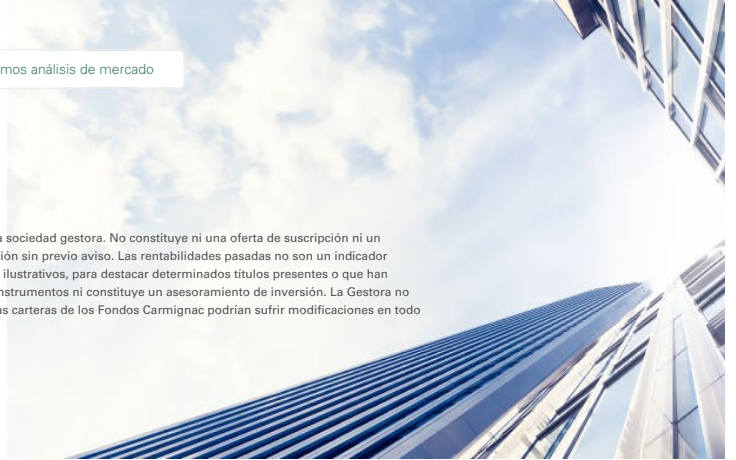 mos análisis de mercado
a sociedad gestora. No constituye ni una oferta de suscripción ni un
ión sin previo aviso. Las rentabilidades pasadas no son un indicador
ilustrativos, para destacar determinados títulos presentes o que han
nstrumentos ni constituye un asesoramiento de inversión. La Gestora no
as carteras de los Fondos Carmignac podrían sufrir modificaciones en todo